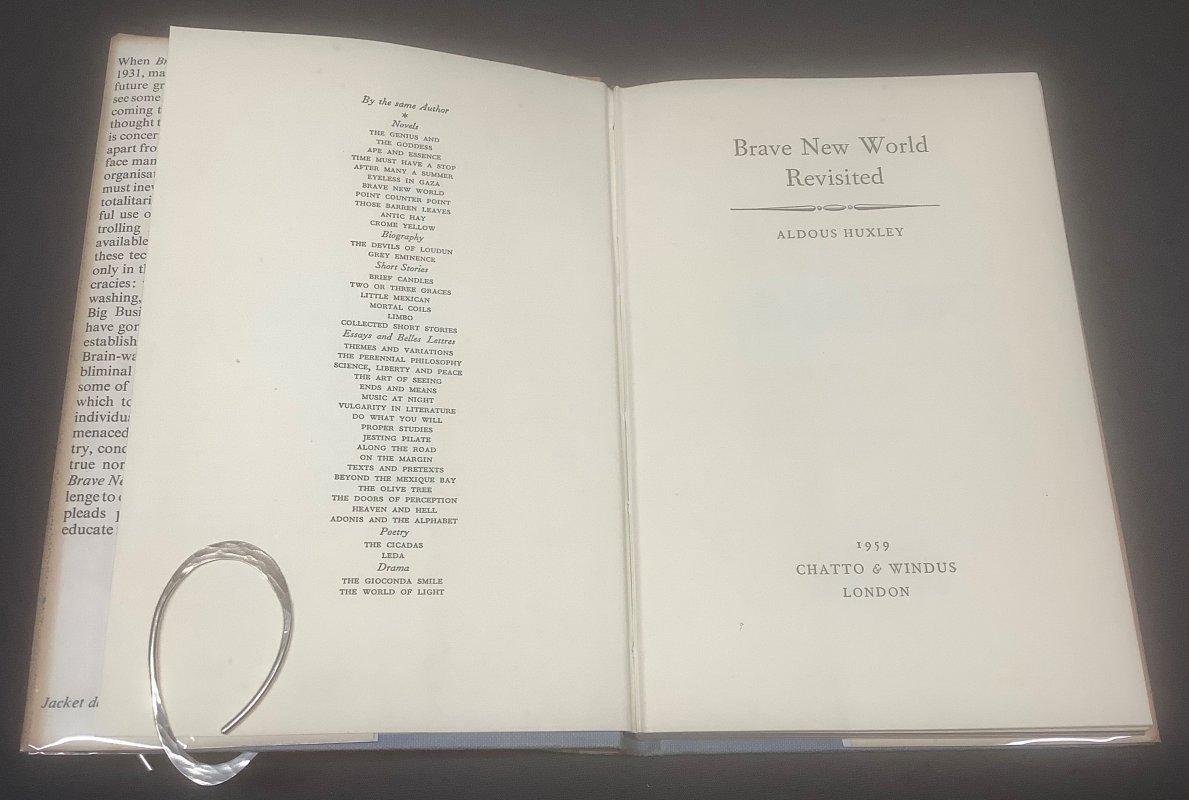 When Br
1931, ma
future gr
see some
coming t
thought t
is concer
apart fro
face man
organisat
must inev
totalitari
ful use o
trolling
available
these tec
only in th
cracies:
washing,
Big Busi
have gon
establish
Brain-wa
bliminal
some of
which to
individua
menaced
try, conc
true nor
Brave Ne
lenge to
pleads
educate
Jacket de
By the same Author
*
Novels
THE GENIUS AND
THE GODDESS
APE AND ESSENCE
TIME MUST HAVE A STOP
AFTER MANY A SUMMER
EYELESS IN GAZA
BRAVE NEW WORLD
POINT COUNTER POINT
THOSE BARREN LEAVES
ANTIC HAY
CROME YELLOW
Biography
THE DEVILS OF LOUDUN
GREY EMINENCE
Short Stories
BRIEF CANDLES
TWO OR THREE GRACES
LITTLE MEXICAN
MORTAL COILS
LIMBO
COLLECTED SHORT STORIES
Essays and Belles Lettres
THEMES AND VARIATIONS
THE PERENNIAL PHILOSOPHY
SCIENCE, LIBERTY AND PEACE
THE ART OF SEEING
ENDS AND MEANS
MUSIC AT NIGHT
VULGARITY IN LITERATURE
DO WHAT YOU WILL
PROPER STUDIES
JESTING PILATE
ALONG THE ROAD
ON THE MARGIN
TEXTS AND PRETEXTS
BEYOND THE MEXIQUE BAY
THE OLIVE TREE
THE DOORS OF PERCEPTION
HEAVEN AND HELL
ADONIS AND THE ALPHABET
Poetry
THE CICADAS
LEDA
Drama
THE GIOCONDA SMILE
THE WORLD OF LIGHT
Brave New World
Revisited
ALDOUS HUXLEY
1959
CHATTO & WINDUS
LONDON